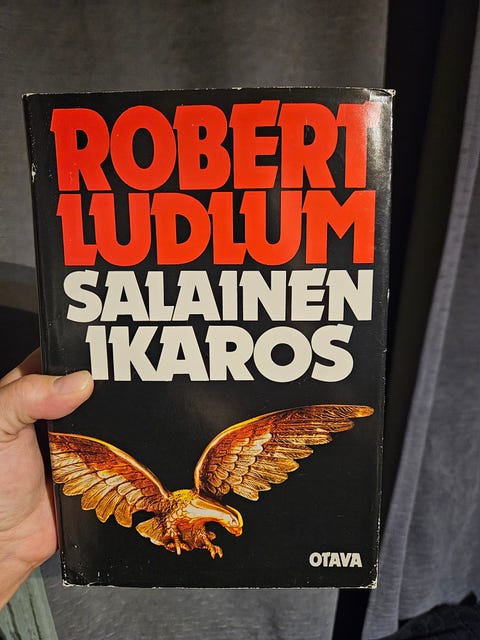 ROBERT
LUDLUM
SALAINEN
IKAROS
OTAVA